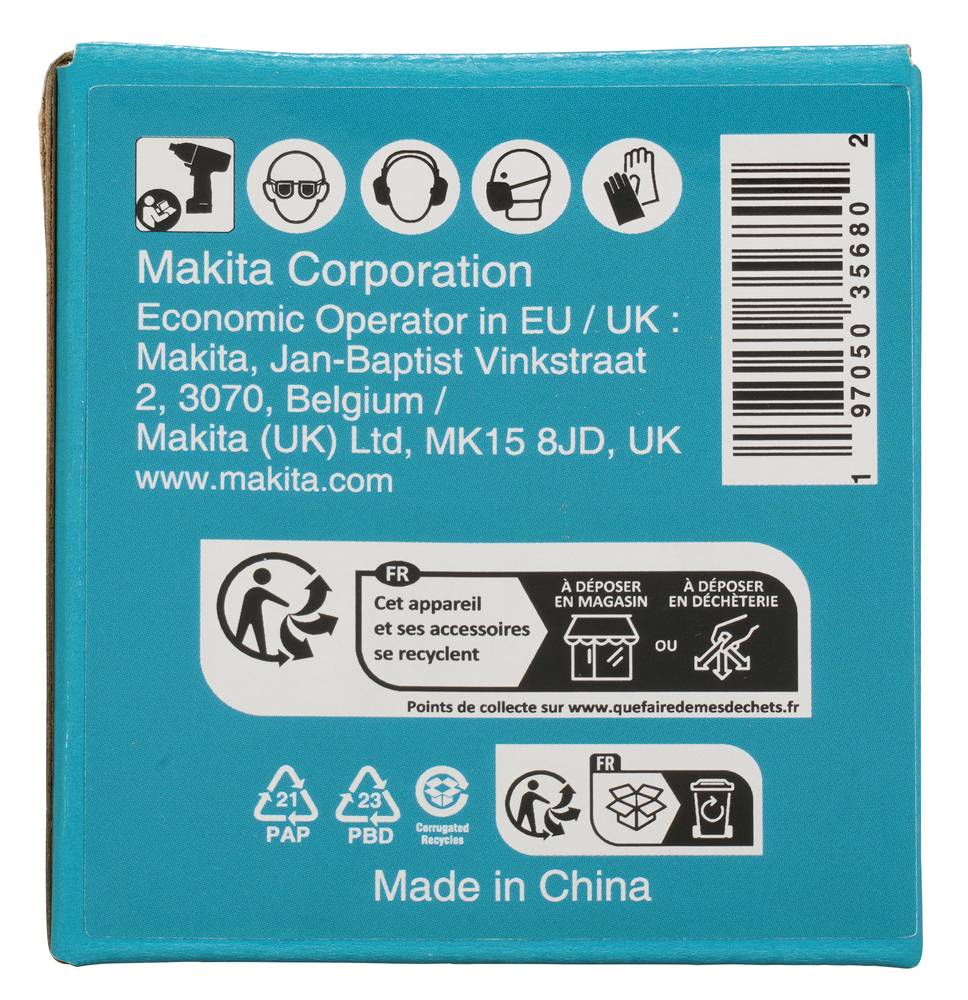 Makita Corporation
Economic Operator in EU / UK :
Makita, Jan-Baptist Vinkstraat
2, 3070, Belgium /
Makita (UK) Ltd, MK15 8JD, UK
www.makita.com
1 97050 35680 2
FR
Cet appareil
et ses accessoires
se recyclent
À DÉPOSER
EN MAGASIN
OU
À DÉPOSER
EN DÉCHÈTERIE
Points de collecte sur www.quefairedemesdechets.fr
21
PAP
23
PBD
Corrugated
Recycles
FR
Made in China